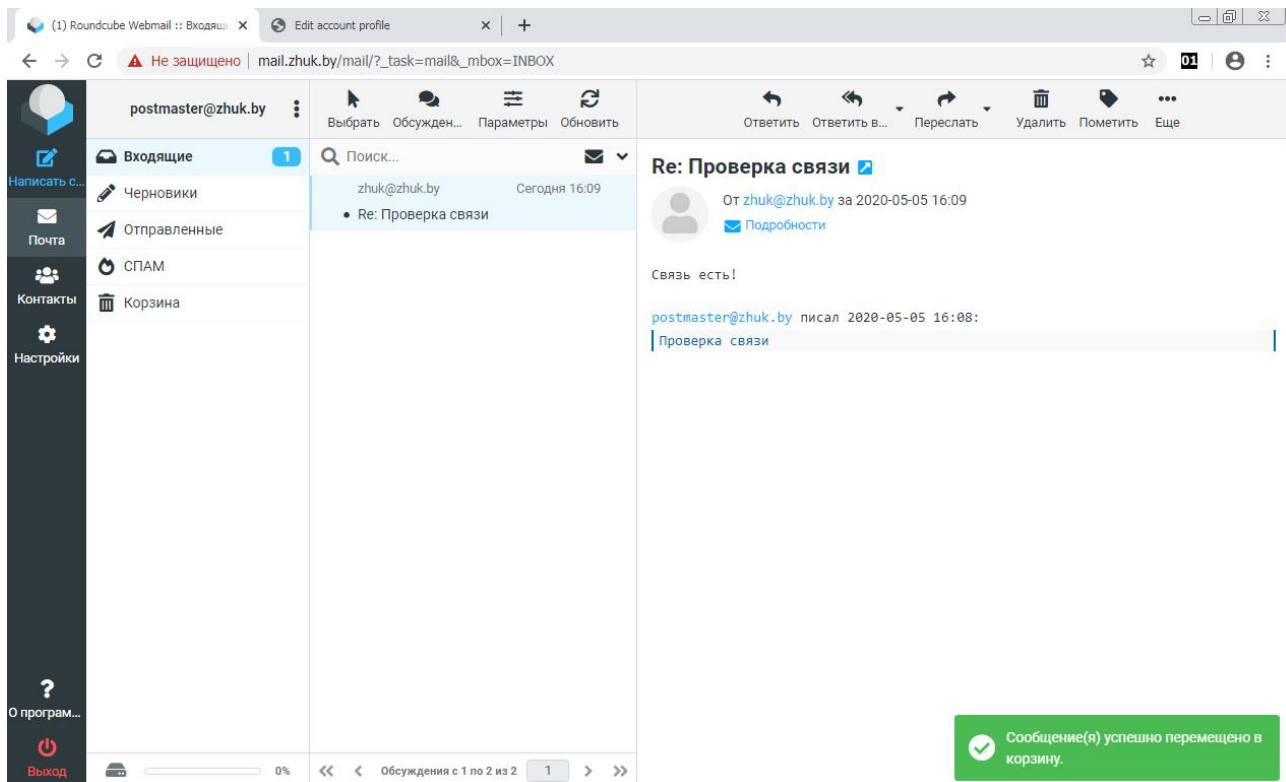 (1) Roundcube Webmail :: Входящи
Edit account profile
Не защищено | mail.zhuk.by/mail/?_task=mail&_mbox=INBOX
01
postmaster@zhuk.by
Выбрать Обсужден... Параметры Обновить
Ответить Ответить в... Переслать Удалить Пометить Еще
Написать с...
Почта
Контакты
Настройки
О програм...
Выход
Входящие 1
Черновики
Отправленные
СПАМ
Корзина
0%
Поиск...
zhuk@zhuk.by Сегодня 16:09
• Re: Проверка связи
Обсуждения с 1 по 2 из 2 1
Re: Проверка связи
От zhuk@zhuk.by за 2020-05-05 16:09
Подробности
Связь есть!
postmaster@zhuk.by писал 2020-05-05 16:08:
Проверка связи
Сообщение(я) успешно перемещено в
корзину.